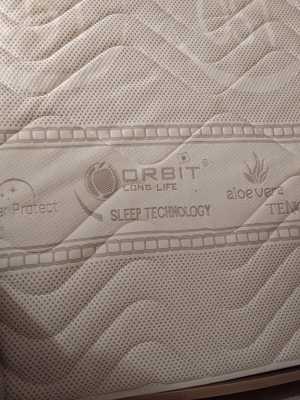 ORBIT®
LONG LIFE
SLEEP TECHNOLOGY
Protect
aloe vera